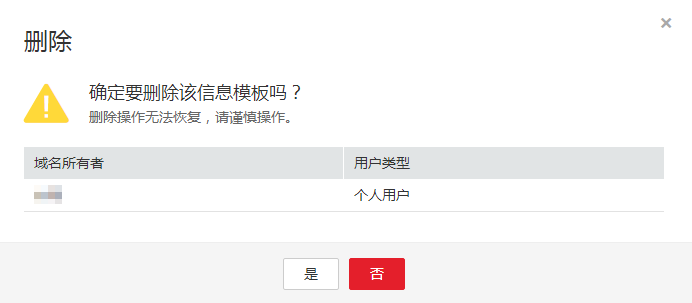 删除
确定要删除该信息模板吗？
删除操作无法恢复，请谨慎操作。
域名所有者 用户类型
个人用户
是 否